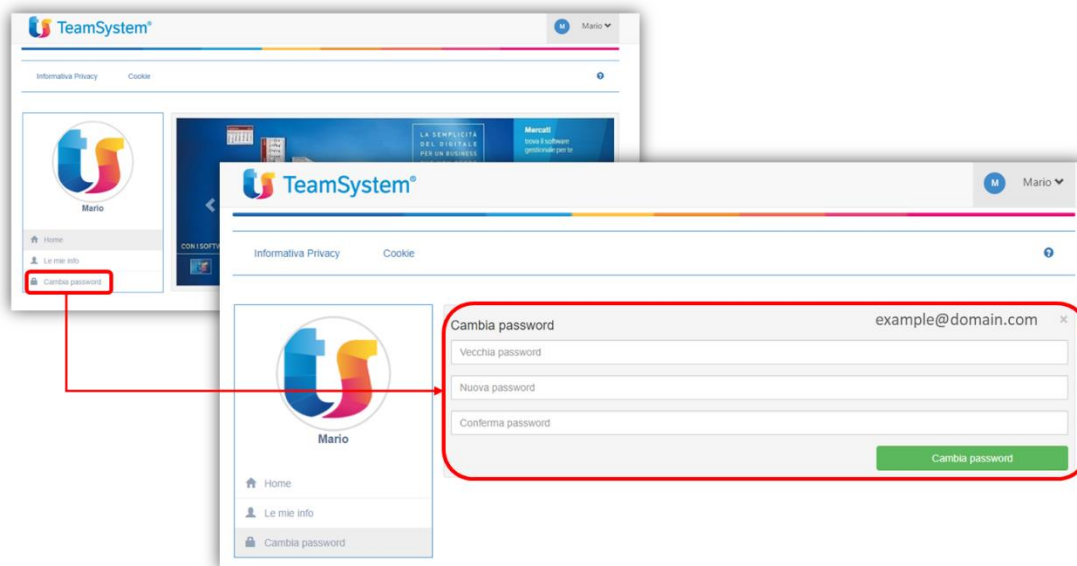 TeamSystem®
M Mario
Informativa Privacy Cookie
Mario
Home
Le mie info
Cambia password
LA SEMPLICITÀ
DEL DIGITALE
PER UN BUSINESS
Mercati
trova il software
gestionale per te
CON I SOFTW
TeamSystem®
M Mario
Informativa Privacy Cookie
Mario
Home
Le mie info
Cambia password
Cambia password example@domain.com ×
Vecchia password
Nuova password
Conferma password
Cambia password